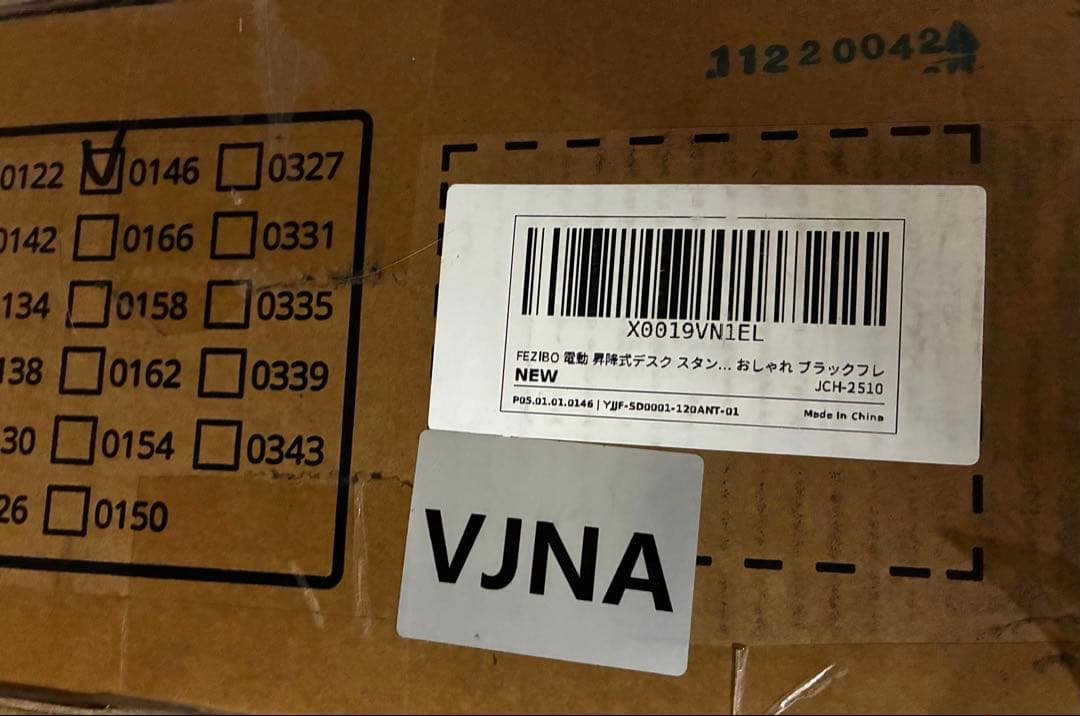 11220042
0122 0146 0327
0142 0166 0331
134 0158 0335
138 0162 0339
30 0154 0343
26 0150
X0019VN1EL
FEZIBO 電動 昇降式デスク スタン... おしゃれ ブラックフレ
NEW
JCH-2510
P05.01.01.0146 | YJJF-SD0001-120ANT-01
Made In China
VJNA